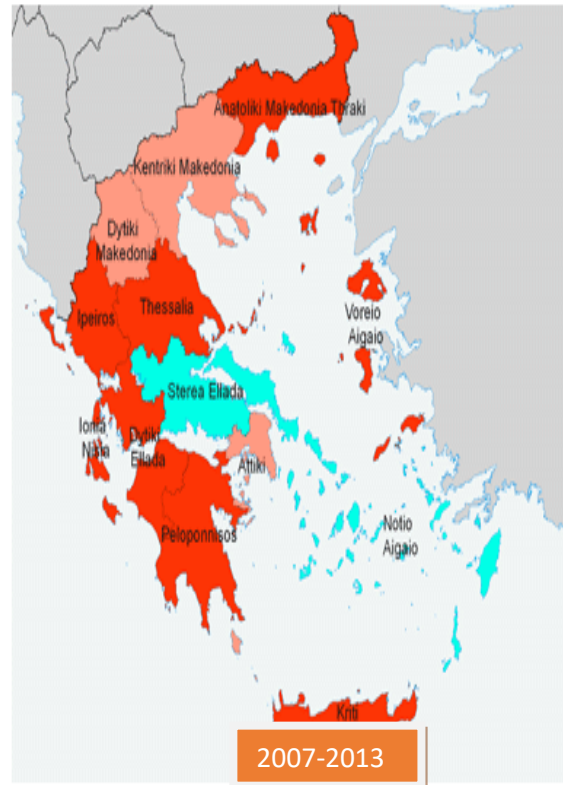 Anatoliki Makedonia Thraki
Kentriki Makedonia
Dytiki
Makedonia
Thessalia
Ipeiros
Voreio
Aigaio
Sterea Ellada
Ionia
Nisia
Dytiki
Ellada
Attiki
Peloponnisos
Notio
Aigaio
Kriti
2007-2013